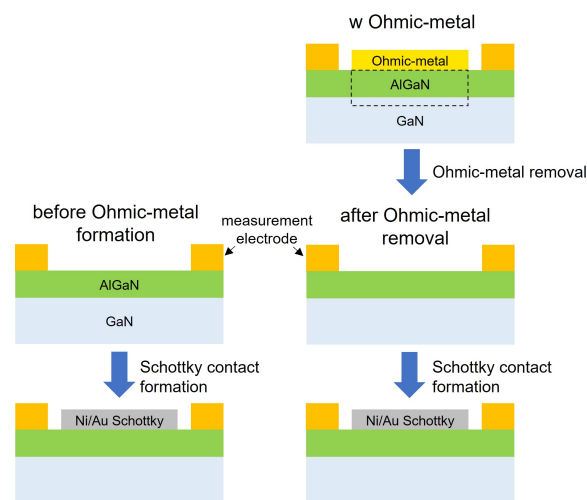 w Ohmic-metal
Ohmic-metal
AlGaN
GaN
Ohmic-metal removal
before Ohmic-metal
formation
measurement
electrode
after Ohmic-metal
removal
AlGaN
GaN
Schottky contact
formation
Schottky contact
formation
Ni/Au Schottky
Ni/Au Schottky